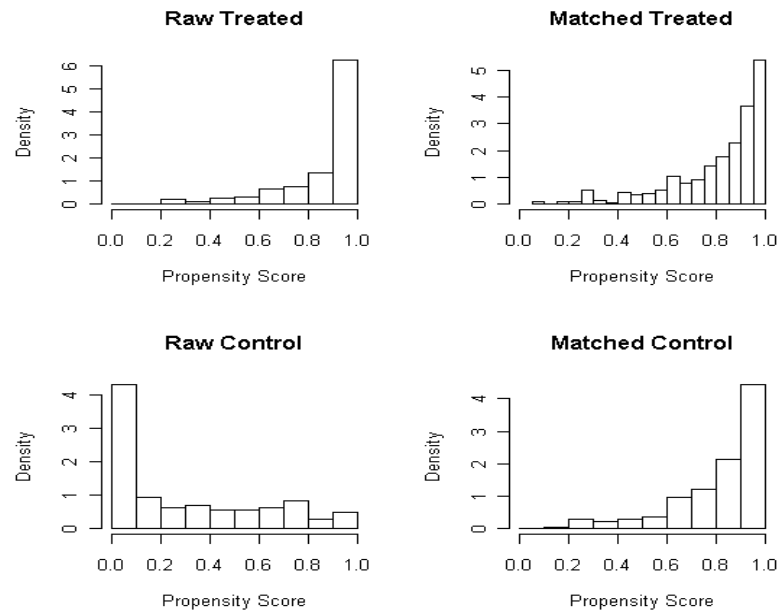 Raw Treated
Density
0 1 2 3 4 5 6
0.0 0.2 0.4 0.6 0.8 1.0
Propensity Score
Matched Treated
Density
0 1 2 3 4 5
0.0 0.2 0.4 0.6 0.8 1.0
Propensity Score
Raw Control
Density
0 1 2 3 4
0.0 0.2 0.4 0.6 0.8 1.0
Propensity Score
Matched Control
Density
0 1 2 3 4
0.0 0.2 0.4 0.6 0.8 1.0
Propensity Score